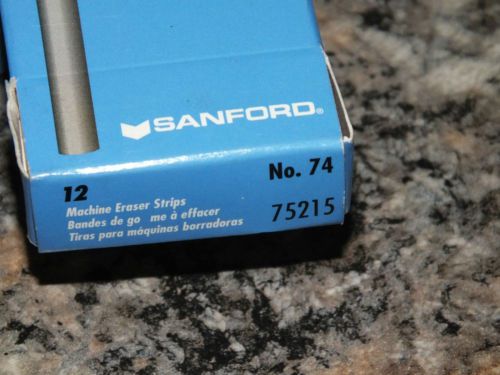 SANFORD®
12
No. 74
Machine Eraser Strips
Bandes de go me à effacer
Tiras para máquinas borradoras
75215